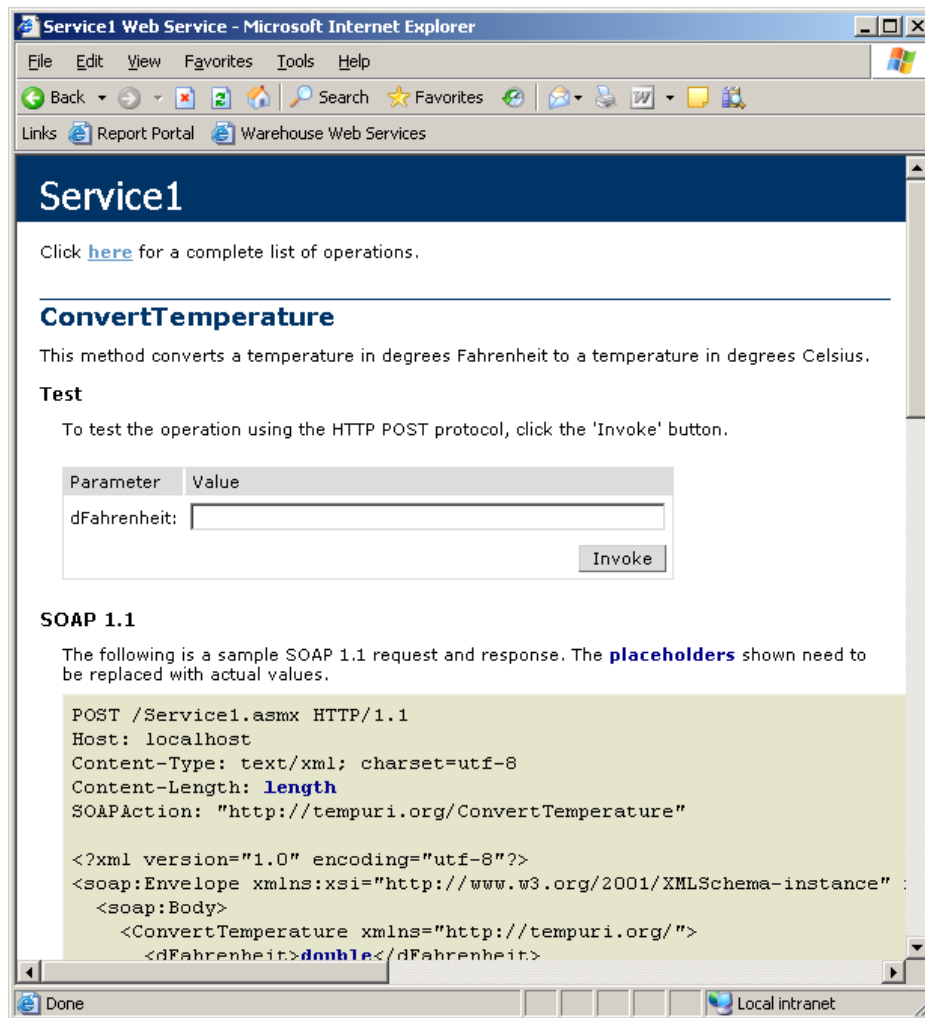 Service1 Web Service - Microsoft Internet Explorer
File Edit View Favorites Tools Help
Back Search Favorites
Links Report Portal Warehouse Web Services
Service1
Click here for a complete list of operations.
ConvertTemperature
This method converts a temperature in degrees Fahrenheit to a temperature in degrees Celsius.
Test
To test the operation using the HTTP POST protocol, click the 'Invoke' button.
Parameter Value
dFahrenheit:
Invoke
SOAP 1.1
The following is a sample SOAP 1.1 request and response. The placeholders shown need to
be replaced with actual values.
POST /Service1.asmx HTTP/1.1
Host: localhost
Content-Type: text/xml; charset=utf-8
Content-Length: length
SOAPAction: "http://tempuri.org/ConvertTemperature"
<?xml version="1.0" encoding="utf-8"?>
<soap:Envelope xmlns:xsi="http://www.w3.org/2001/XMLSchema-instance"
<soap:Body>
<ConvertTemperature xmlns="http://tempuri.org/">
<dFahrenheit>double</dFahrenheit>
Done Local intranet